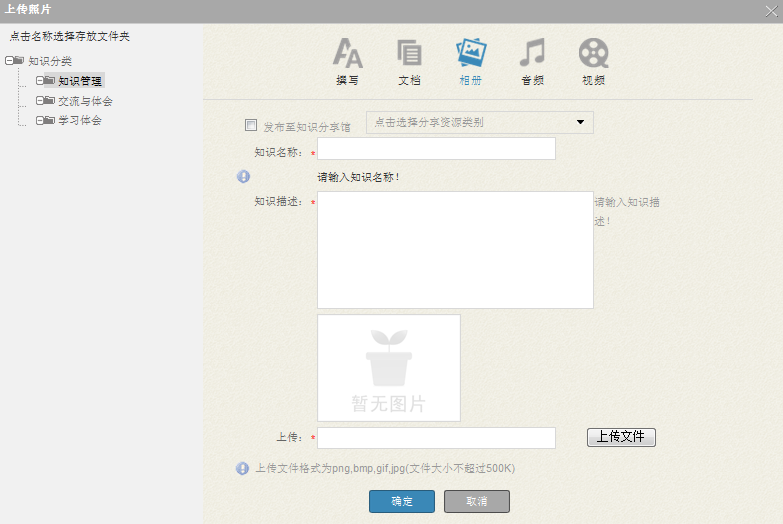 上传照片
点击名称选择存放文件夹
知识分类
知识管理
交流与体会
学习体会
撰写 文档 相册 音频 视频
发布至知识分享馆 点击选择分享资源类别
知识名称： *
请输入知识名称！
知识描述： * 请输入知识描
述！
暂无图片
上传： * 上传文件
上传文件格式为png,bmp,gif,jpg(文件大小不超过500K)
确定 取消